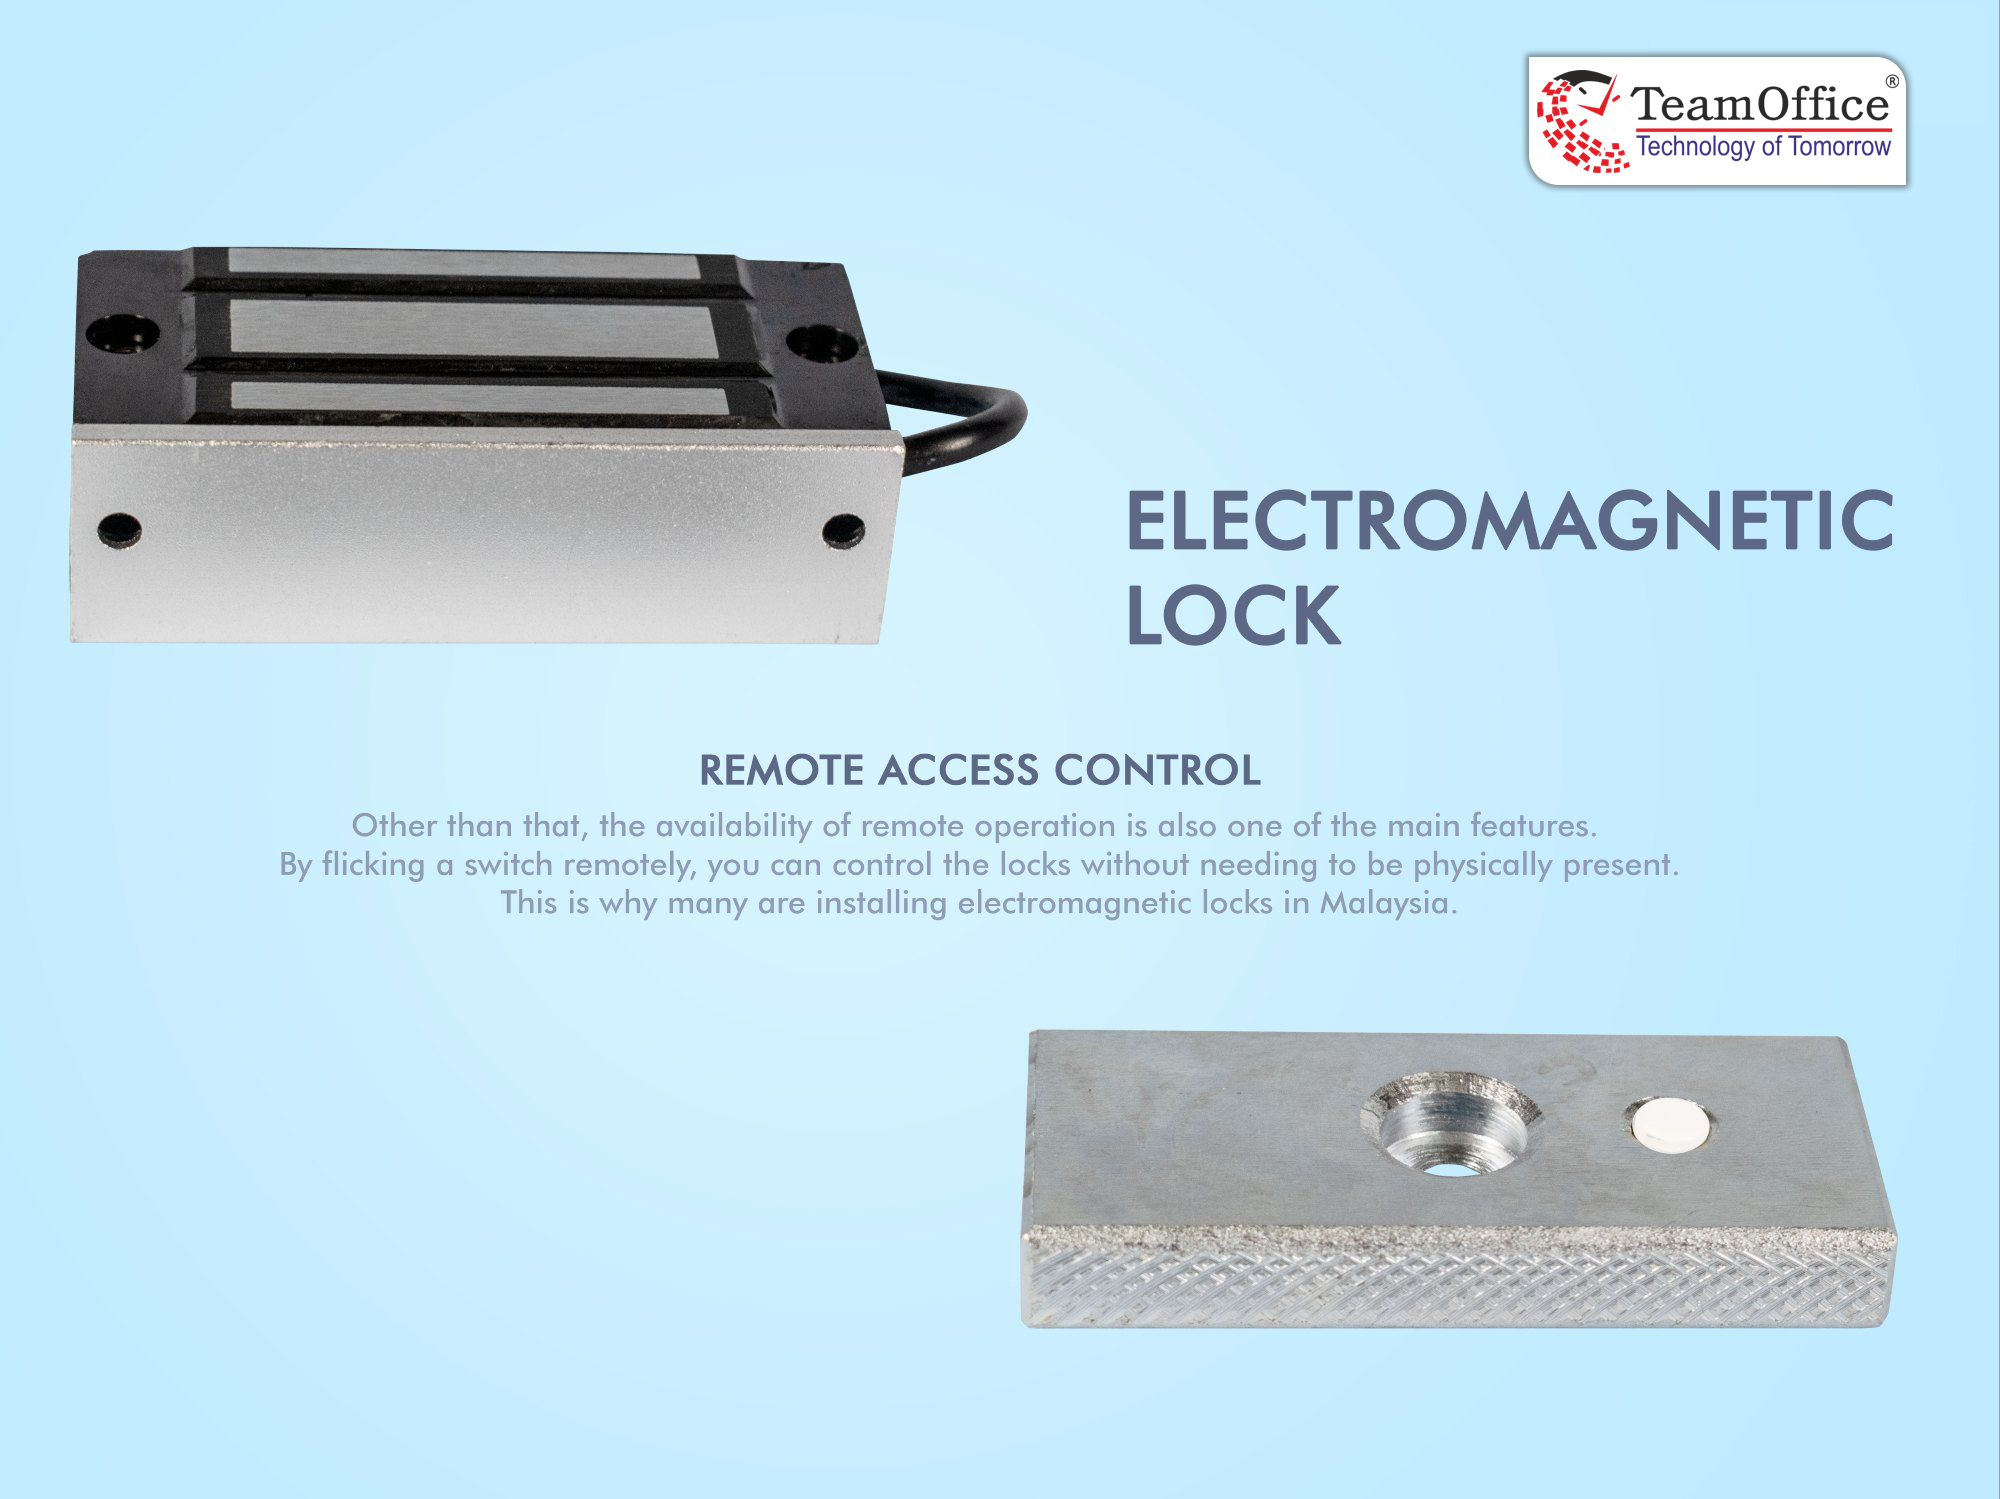 TeamOffice®
Technology of Tomorrow
ELECTROMAGNETIC
LOCK
REMOTE ACCESS CONTROL
Other than that, the availability of remote operation is also one of the main features.
By flicking a switch remotely, you can control the locks without needing to be physically present.
This is why many are installing electromagnetic locks in Malaysia.